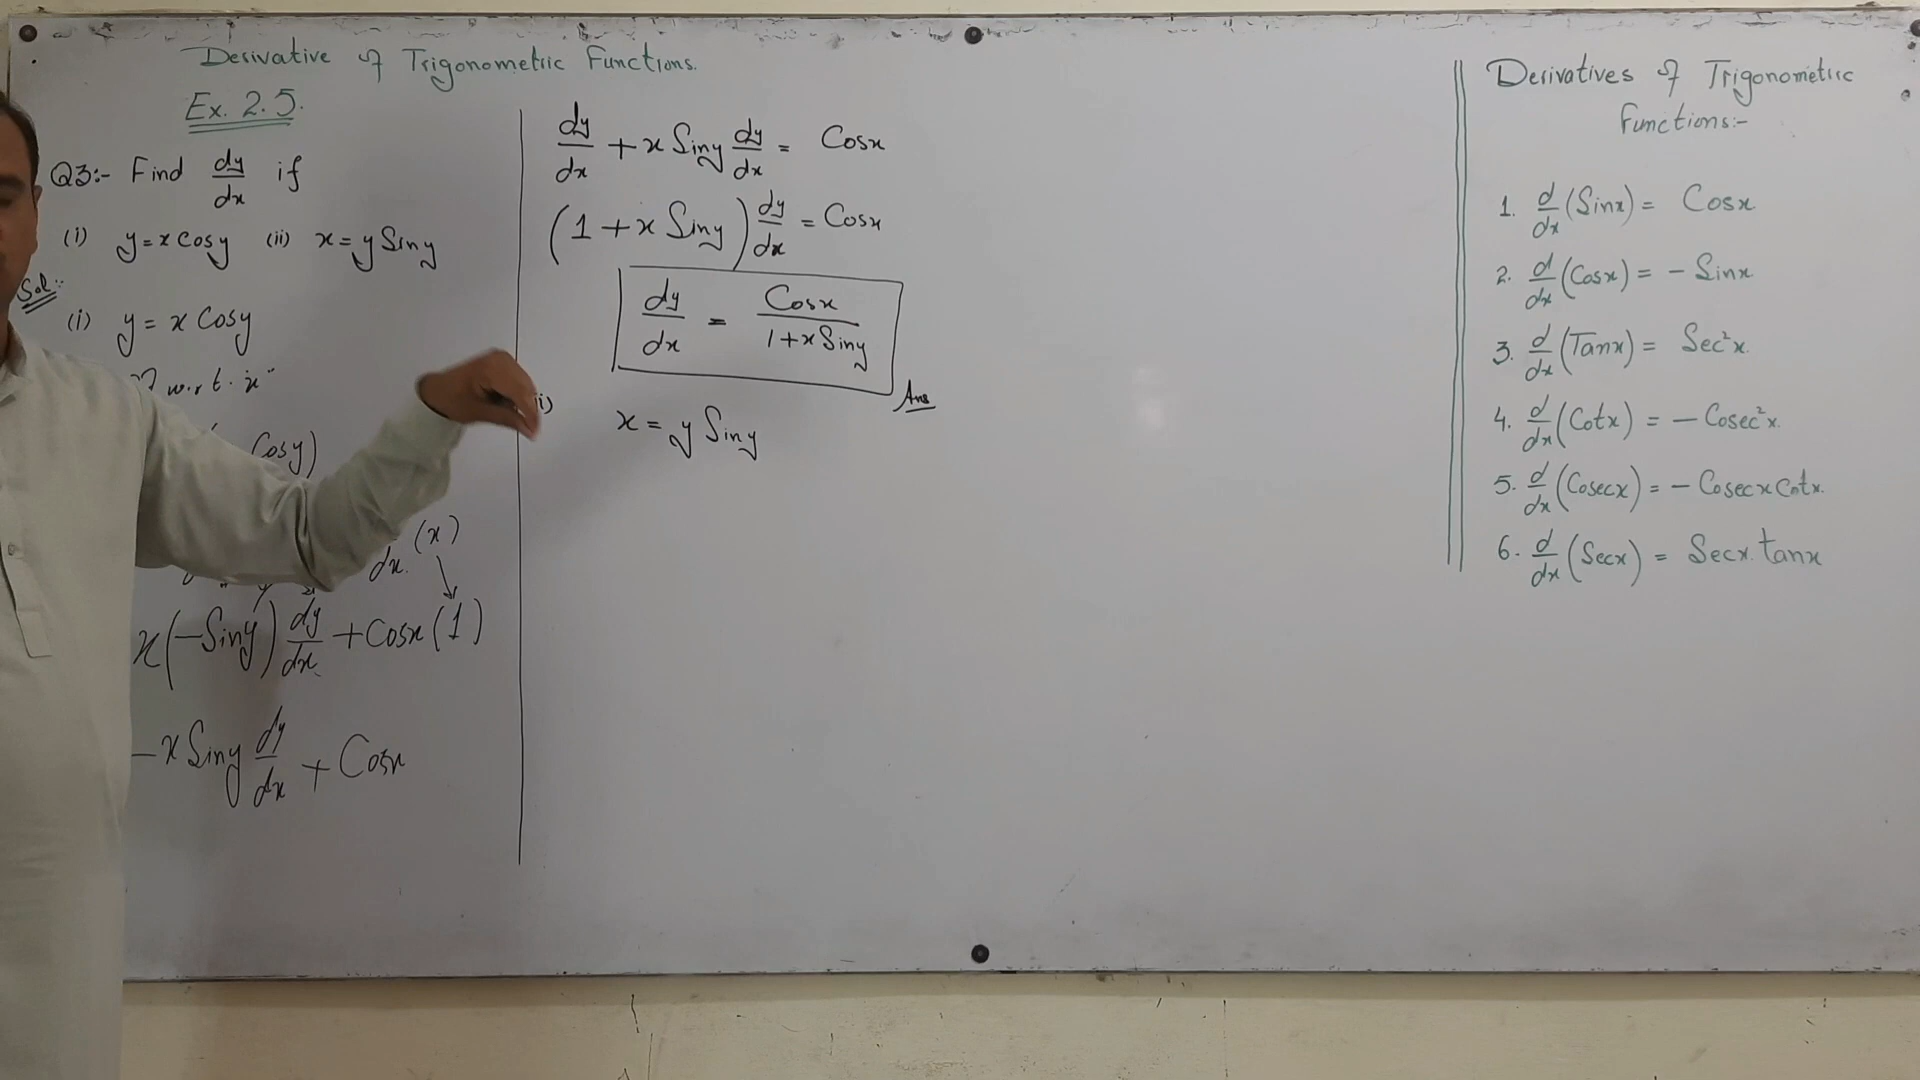 Derivative of Trigonometric Functions.
Ex. 2.5.
Q3:- Find dy/dx if
(i) y = x Cosy (ii) x = y Siny
Sol:-
(i) y = x Cosy
w.r.t. "x"
Cosy)
dx (x)
x(-Siny) dy/dx + Cosx (1)
-x Siny dy/dx + Cosx
dy/dx + x Siny dy/dx = Cosx
(1 + x Siny) dy/dx = Cosx
dy/dx = Cosx / 1+xSiny
Ans
ii) x = y Siny
Derivatives of Trigonometric
Functions:-
1. d/dx (Sinx) = Cosx
2. d/dx (Cosx) = - Sinx
3. d/dx (Tanx) = Sec²x.
4. d/dx (Cotx) = - Cosec²x.
5. d/dx (Cosecx) = - Cosecx Cotx.
6. d/dx (Secx) = Secx. tanx